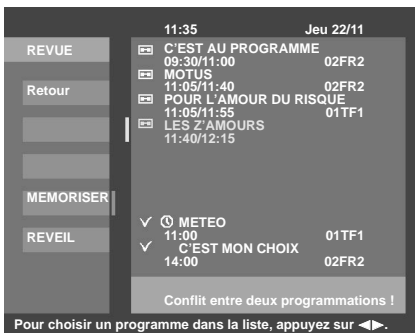 11:35 Jeu 22/11
REVUE
C'EST AU PROGRAMME
09:30/11:00 02FR2
MOTUS
Retour
11:05/11:40 02FR2
POUR L'AMOUR DU RISQUE
11:05/11:55 01TF1
LES Z'AMOURS
11:40/12:15
MEMORISER
METEO
11:00 01TF1
REVEIL
C'EST MON CHOIX
14:00 02FR2
Conflit entre deux programmations !
Pour choisir un programme dans la liste, appuyez sur ◄►.